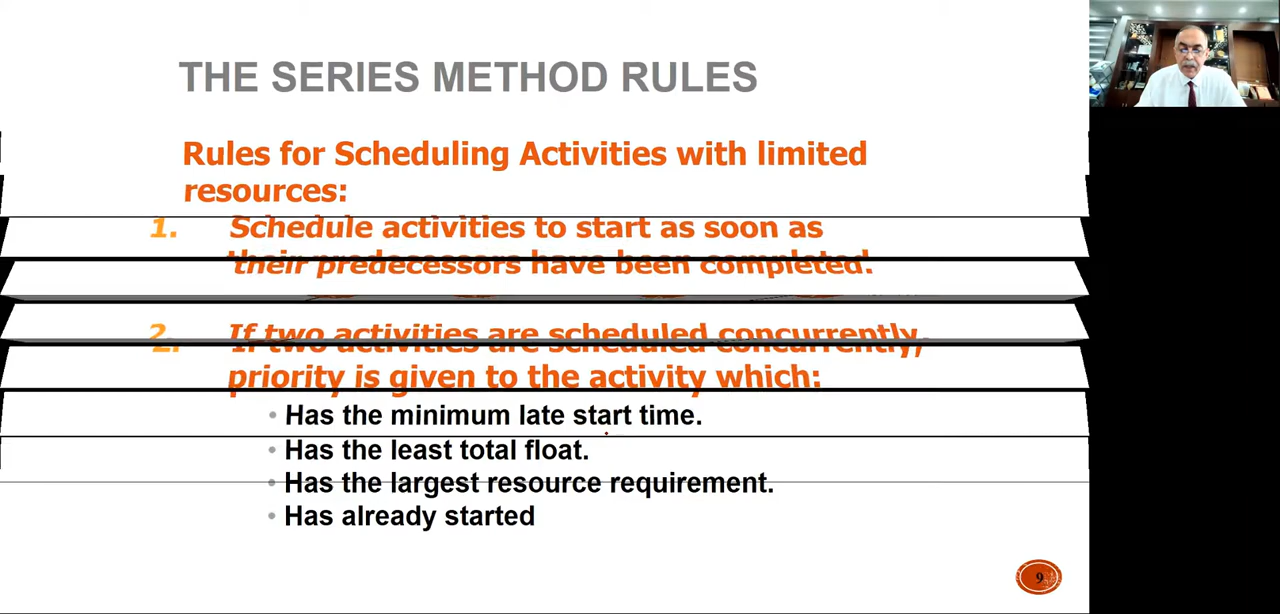 THE SERIES METHOD RULES
Rules for Scheduling Activities with limited
resources:
1. Schedule activities to start as soon as
their predecessors have been completed.
2. If two activities are scheduled concurrently,
priority is given to the activity which:
• Has the minimum late start time.
• Has the least total float.
• Has the largest resource requirement.
• Has already started
9